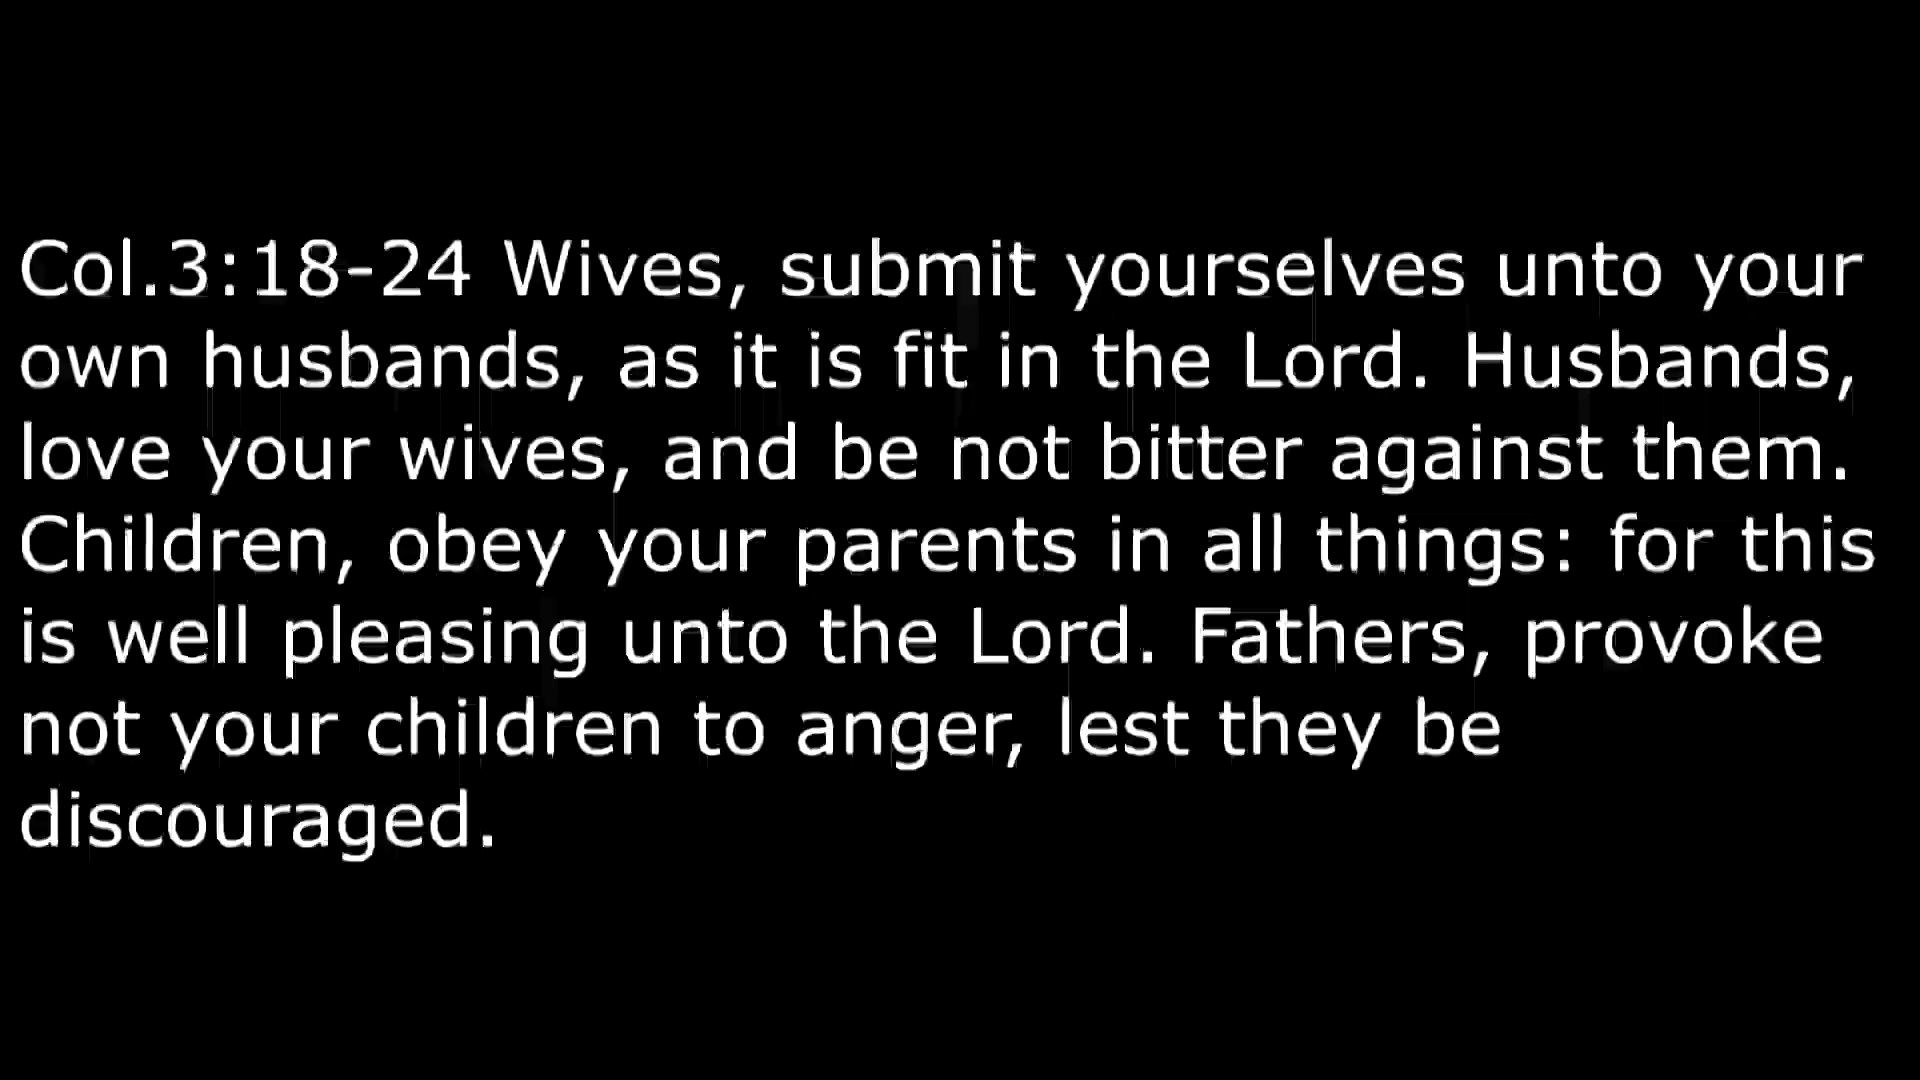 Col.3:18-24 Wives, submit yourselves unto your
own husbands, as it is fit in the Lord. Husbands,
love your wives, and be not bitter against them.
Children, obey your parents in all things: for this
is well pleasing unto the Lord. Fathers, provoke
not your children to anger, lest they be
discouraged.